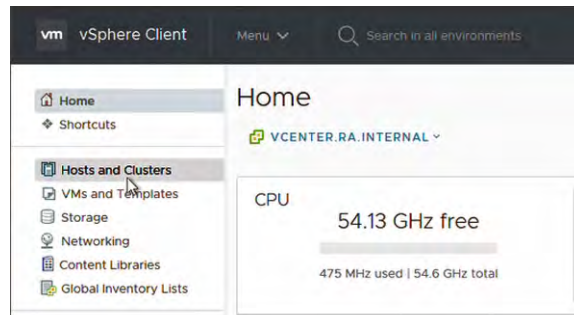 vm vSphere Client Menu Search in all environments
Home
Shortcuts
Hosts and Clusters
VMs and Templates
Storage
Networking
Content Libraries
Global Inventory Lists
Home
VCENTER.RA.INTERNAL
CPU
54.13 GHz free
475 MHz used | 54.6 GHz total